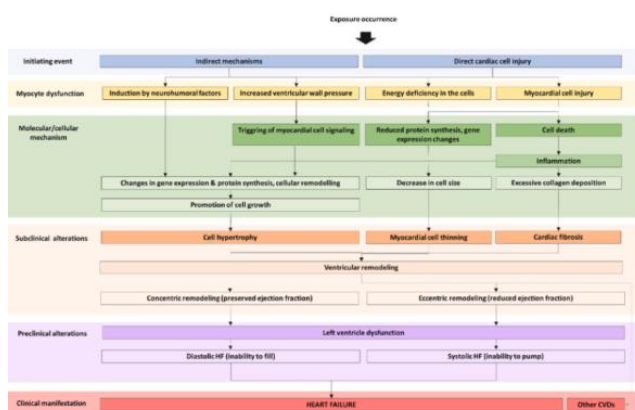 Exposure occurrence
Initiating event
Indirect mechanisms
Direct cardiac cell injury
Myocyte dysfunction
Induction by neurohumoral factors
Increased ventricular wall pressure
Energy deficiency in the cells
Myocardial cell injury
Molecular/cellular
mechanism
Triggring of myocardial cell signaling
Reduced protein synthesis, gene
expression changes
Cell death
Inflammation
Changes in gene expression & protein synthesis, cellular remodelling
Decrease in cell size
Excessive collagen deposition
Promotion of cell growth
Subclinical alterations
Cell hypertrophy
Myocardial cell thinning
Cardiac fibrosis
Ventricular remodeling
Concentric remodeling (preserved ejection fraction)
Eccentric remodeling (reduced ejection fraction)
Preclinical alterations
Left ventricle dysfunction
Diastolic HF (inability to fill)
Systolic HF (inability to pump)
Clinical manifestation
HEART FAILURE
Other CVDs